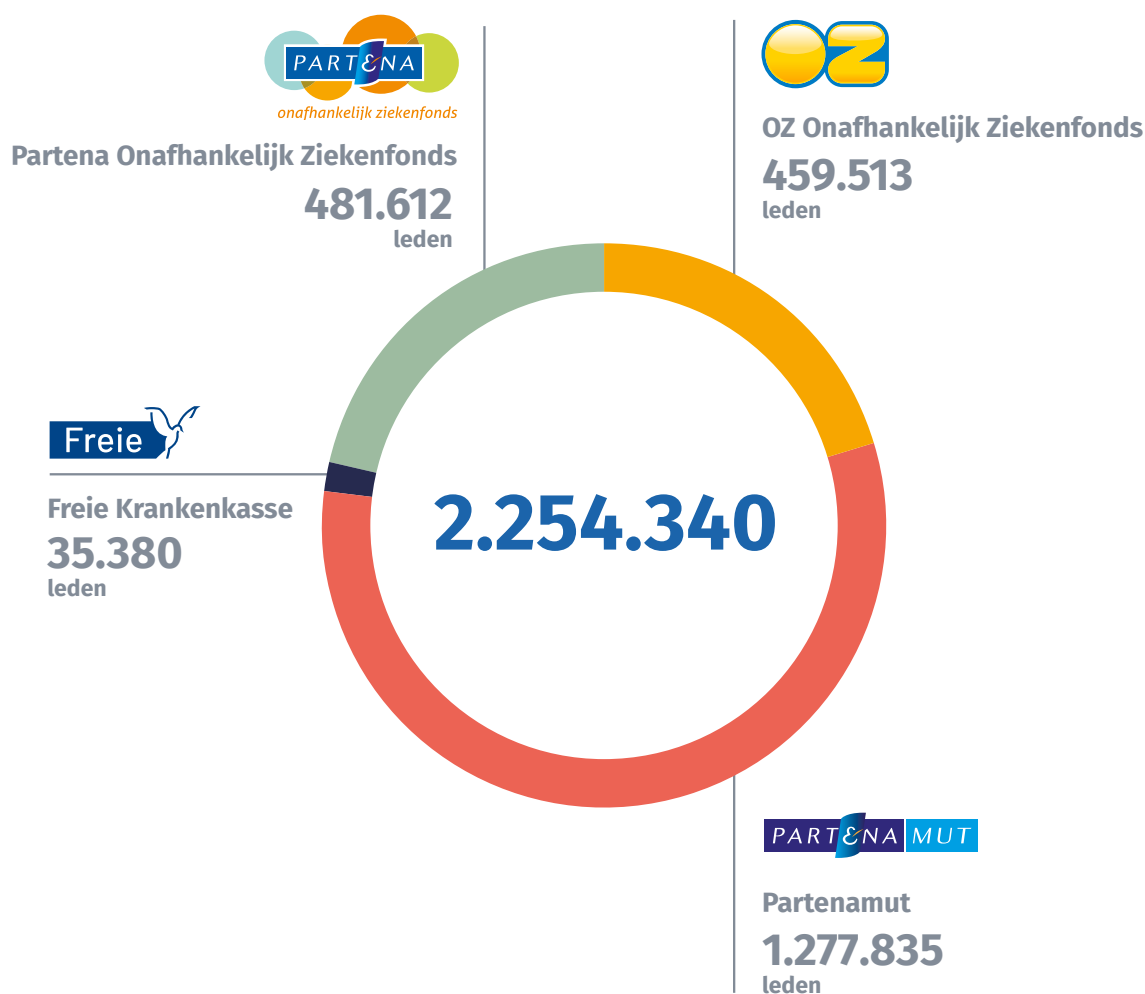 PARTENA
onafhankelijk ziekenfonds
Partena Onafhankelijk Ziekenfonds
481.612
leden
OZ
OZ Onafhankelijk Ziekenfonds
459.513
leden
Freie
Freie Krankenkasse
35.380
leden
2.254.340
PARTENA MUT
Partenamut
1.277.835
leden